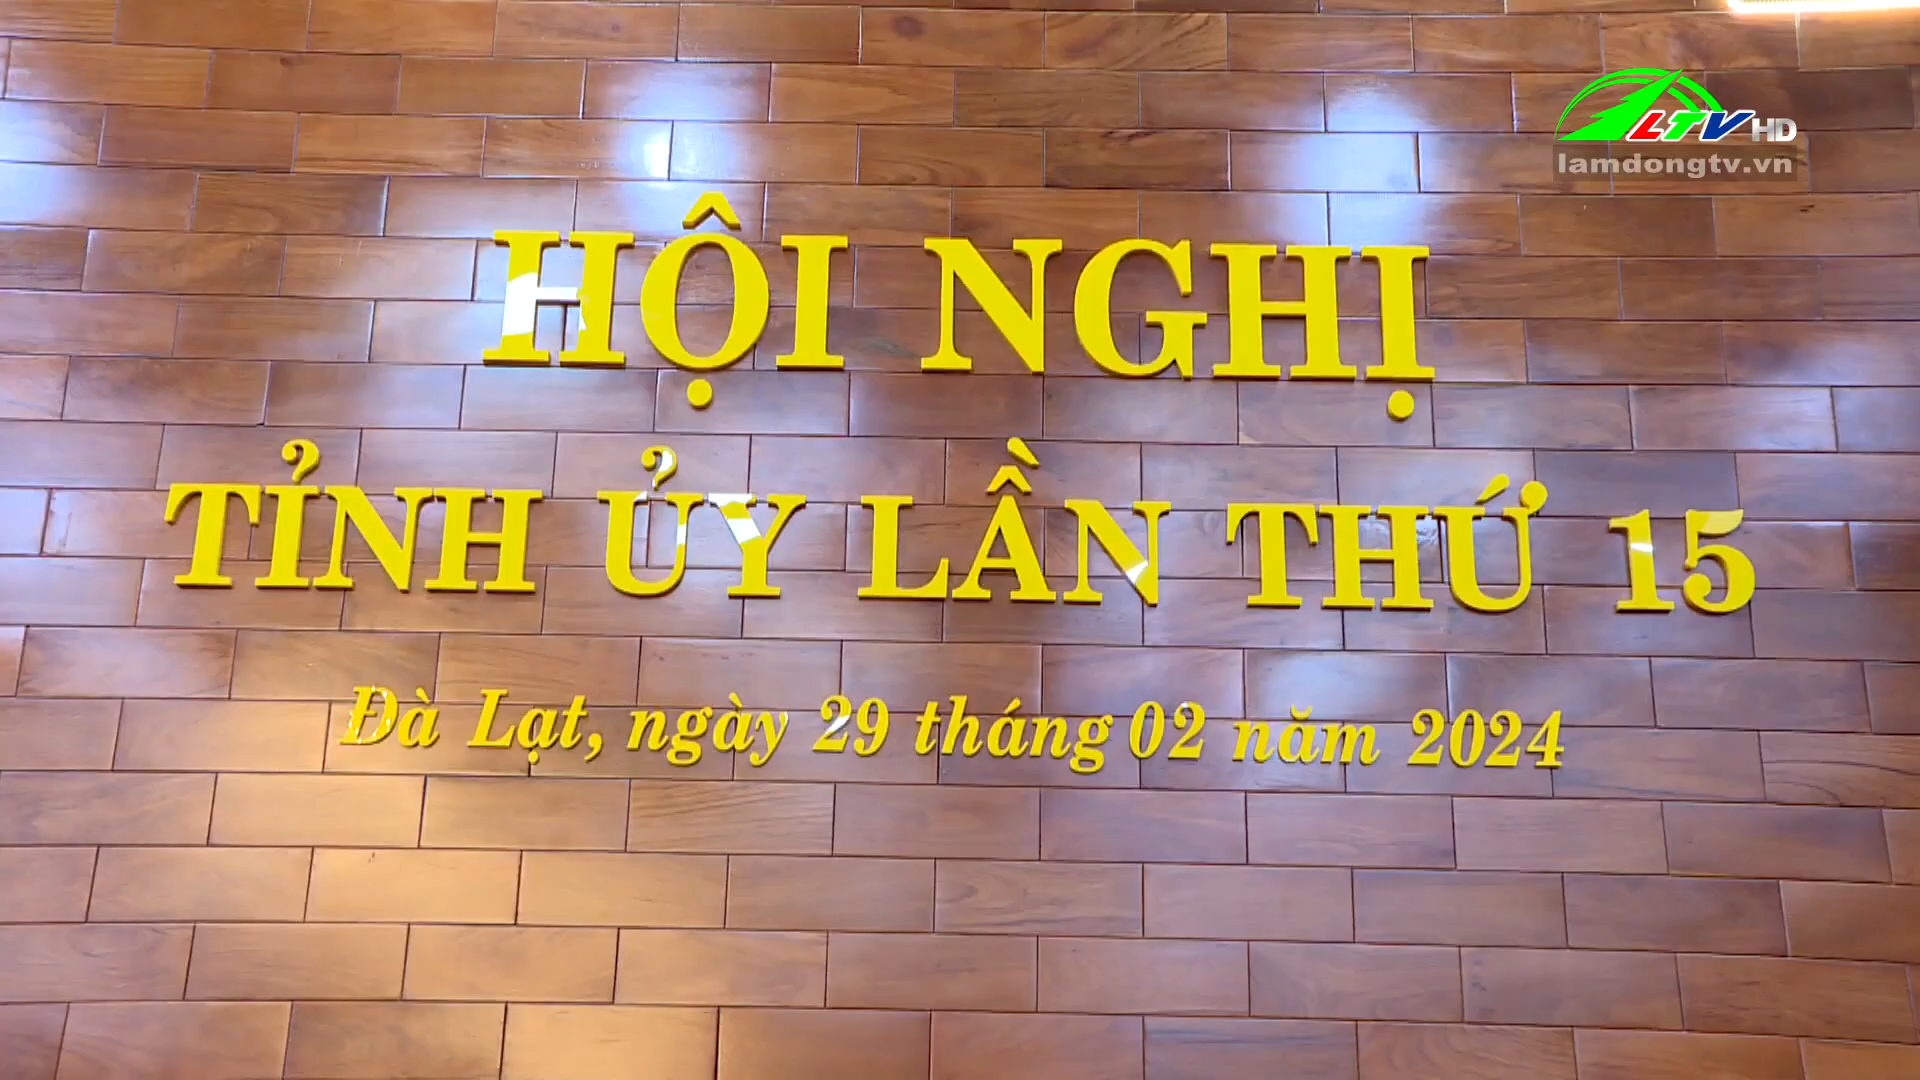 LTV HD
lamdongtv.vn
HỘI NGHỊ
TỈNH ỦY LẦN THỨ 15
Đà Lạt, ngày 29 tháng 02 năm 2024